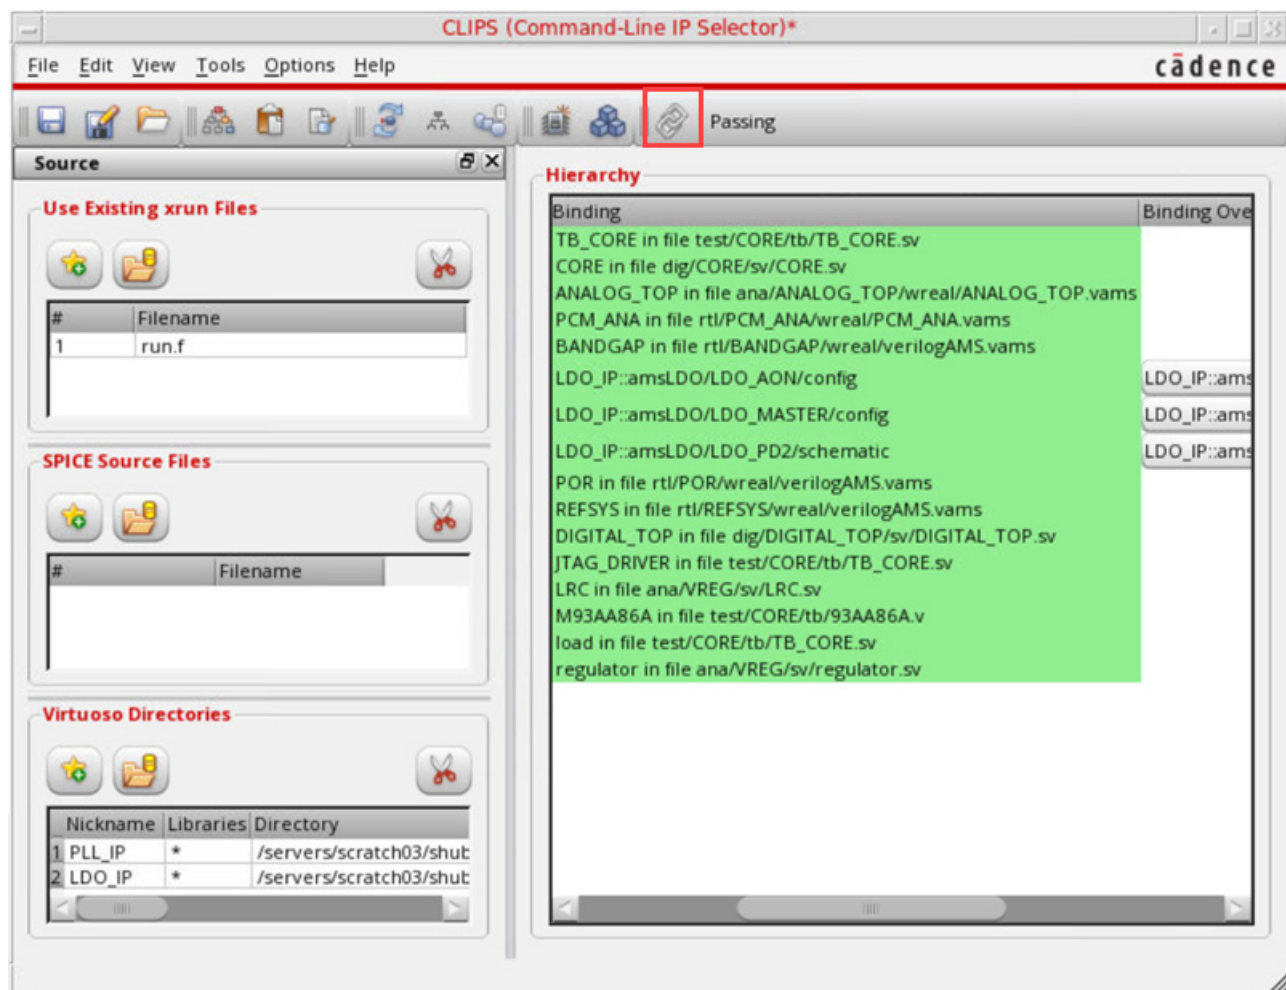 CLIPS (Command-Line IP Selector)*
File Edit View Tools Options Help
cādence
Passing
Source
Use Existing xrun Files
# Filename
1 run.f
SPICE Source Files
# Filename
Virtuoso Directories
Nickname Libraries Directory
1 PLL_IP * /servers/scratch03/shub
2 LDO_IP * /servers/scratch03/shub
Hierarchy
Binding Binding Ove
TB_CORE in file test/CORE/tb/TB_CORE.sv
CORE in file dig/CORE/sv/CORE.sv
ANALOG_TOP in file ana/ANALOG_TOP/wreal/ANALOG_TOP.vams
PCM_ANA in file rtl/PCM_ANA/wreal/PCM_ANA.vams
BANDGAP in file rtl/BANDGAP/wreal/verilogAMS.vams
LDO_IP::amsLDO/LDO_AON/config LDO_IP::ams
LDO_IP::amsLDO/LDO_MASTER/config LDO_IP::ams
LDO_IP::amsLDO/LDO_PD2/schematic LDO_IP::ams
POR in file rtl/POR/wreal/verilogAMS.vams
REFSYS in file rtl/REFSYS/wreal/verilogAMS.vams
DIGITAL_TOP in file dig/DIGITAL_TOP/sv/DIGITAL_TOP.sv
JTAG_DRIVER in file test/CORE/tb/TB_CORE.sv
LRC in file ana/VREG/sv/LRC.sv
M93AA86A in file test/CORE/tb/93AA86A.v
load in file test/CORE/tb/TB_CORE.sv
regulator in file ana/VREG/sv/regulator.sv